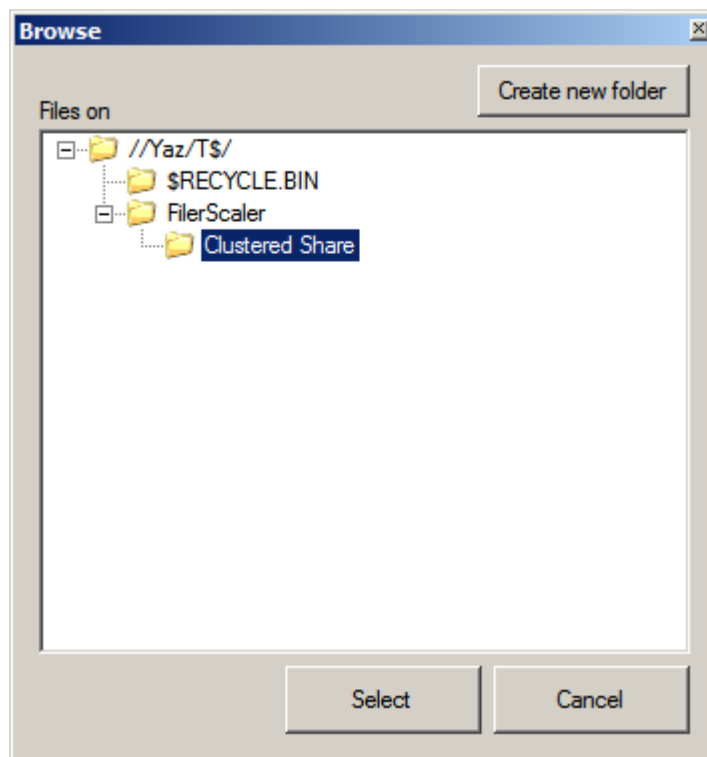 Browse
Create new folder
Files on
//Yaz/T$/
$RECYCLE.BIN
FilerScaler
Clustered Share
Select
Cancel